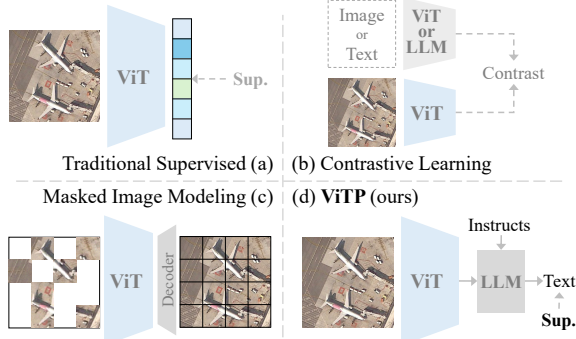 ViT
Sup.
Traditional Supervised (a)
Image
or
Text
ViT
or
LLM
Contrast
ViT
(b) Contrastive Learning
Masked Image Modeling (c)
ViT
Decoder
(d) ViTP (ours)
Instructs
ViT
LLM
Text
Sup.